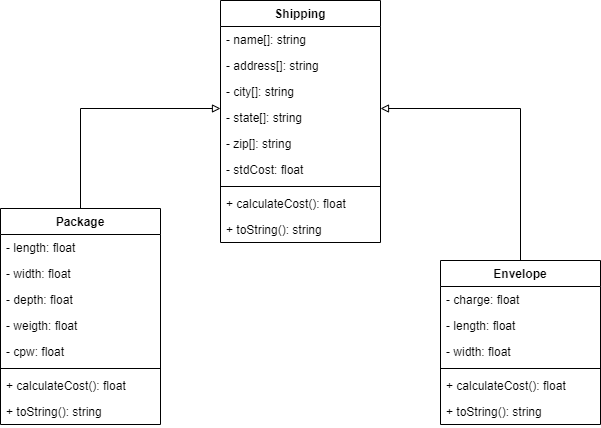 Shipping
- name[]: string
- address[]: string
- city[]: string
- state[]: string
- zip[]: string
- stdCost: float
+ calculateCost(): float
+ toString(): string
Package
- length: float
- width: float
- depth: float
- weigth: float
- cpw: float
+ calculateCost(): float
+ toString(): string
Envelope
- charge: float
- length: float
- width: float
+ calculateCost(): float
+ toString(): string